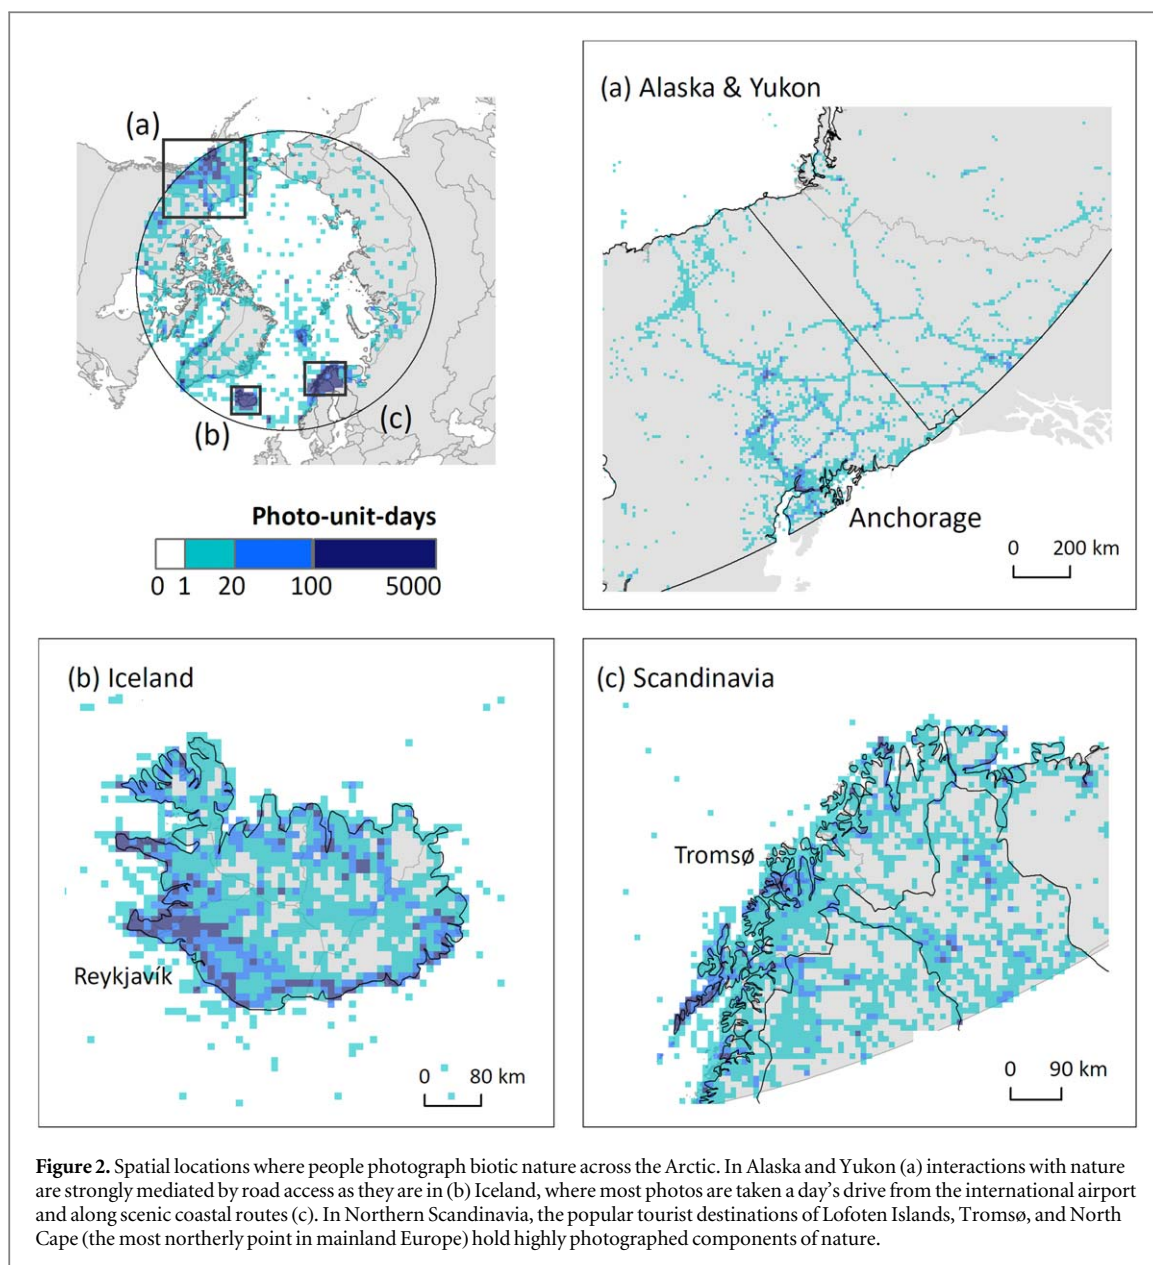 (a)
(b)
(c)
Photo-unit-days
0 1 20 100 5000
(a) Alaska & Yukon
Anchorage
0 200 km
(b) Iceland
Reykjavík
0 80 km
(c) Scandinavia
Tromsø
0 90 km
Figure 2. Spatial locations where people photograph biotic nature across the Arctic. In Alaska and Yukon (a) interactions with nature
are strongly mediated by road access as they are in (b) Iceland, where most photos are taken a day's drive from the international airport
and along scenic coastal routes (c). In Northern Scandinavia, the popular tourist destinations of Lofoten Islands, Tromsø, and North
Cape (the most northerly point in mainland Europe) hold highly photographed components of nature.